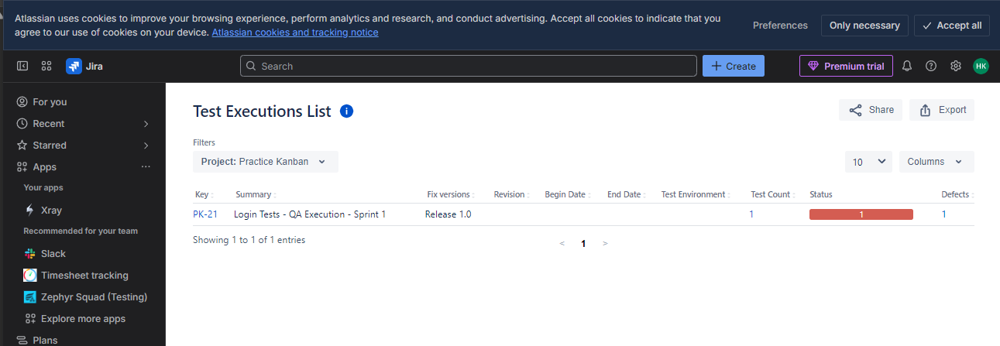 Atlassian uses cookies to improve your browsing experience, perform analytics and research, and conduct advertising. Accept all cookies to indicate that you
agree to our use of cookies on your device. Atlassian cookies and tracking notice
Preferences
Only necessary
Accept all
Jira
Search
Create
Premium trial
HK
For you
Recent
Starred
Apps
Your apps
Xray
Recommended for your team
Slack
Timesheet tracking
Zephyr Squad (Testing)
Explore more apps
Plans
Test Executions List
Share
Export
Filters
Project: Practice Kanban
10
Columns
Key Summary Fix versions Revision Begin Date End Date Test Environment Test Count Status Defects
PK-21 Login Tests - QA Execution - Sprint 1 Release 1.0 1 1 1
Showing 1 to 1 of 1 entries
< 1 >